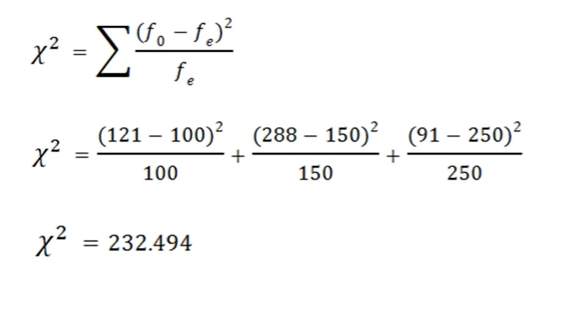 χ² = ∑ (f₀ − fₑ)² / fₑ
χ² = (121 − 100)² / 100 + (288 − 150)² / 150 + (91 − 250)² / 250
χ² = 232.494